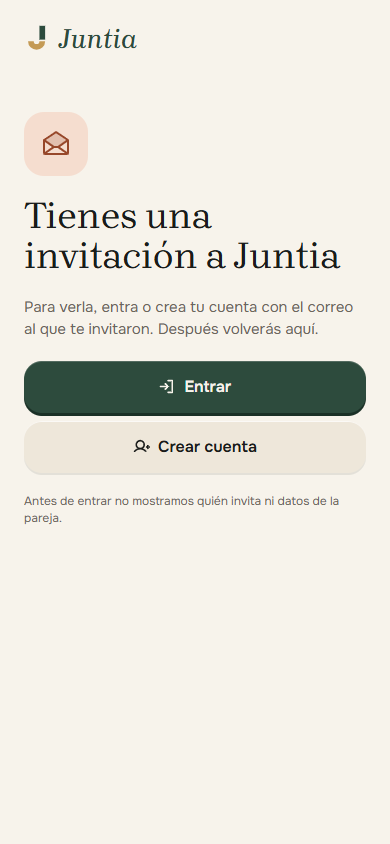 Juntia
Tienes una
invitación a Juntia
Para verla, entra o crea tu cuenta con el correo
al que te invitaron. Después volverás aquí.
Entrar
Crear cuenta
Antes de entrar no mostramos quién invita ni datos de la
pareja.